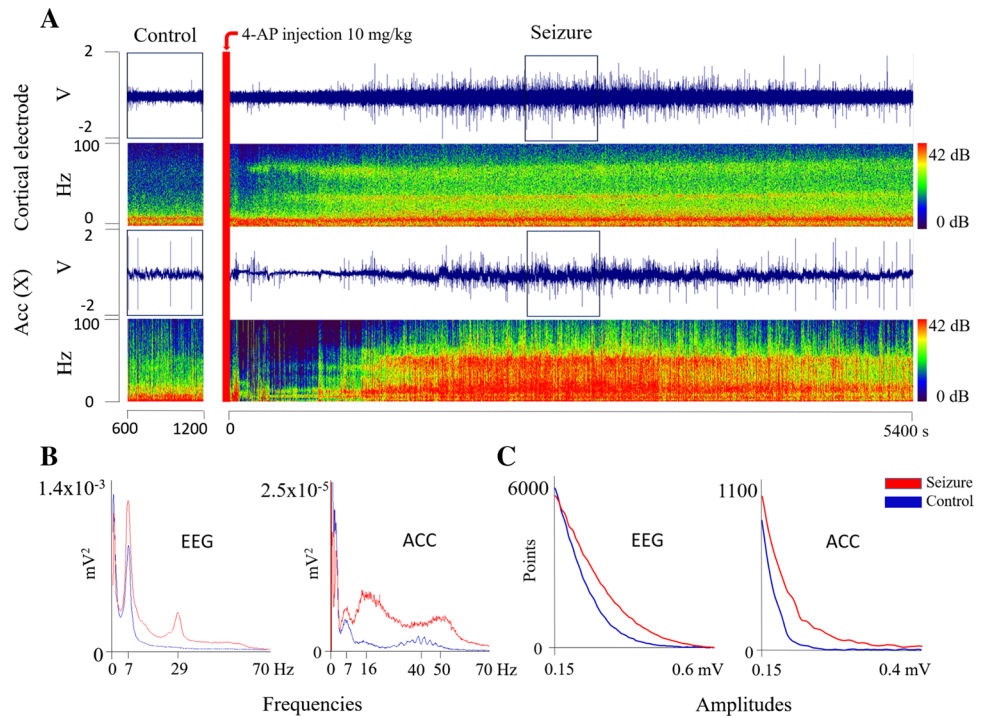 A
Control
4-AP injection 10 mg/kg
Seizure
Cortical electrode
2
V
-2
100
Hz
0
42 dB
0 dB
Acc (X)
2
V
-2
100
Hz
0
42 dB
0 dB
600 1200 0 5400 s
B
1.4x10-3
mV2
EEG
0
0 7 29 70 Hz
2.5x10-5
mV2
ACC
0
0 7 16 40 50 70 Hz
Frequencies
C
6000
Points
EEG
0
0.15 0.6 mV
1100
ACC
0
0.15 0.4 mV
Seizure
Control
Amplitudes